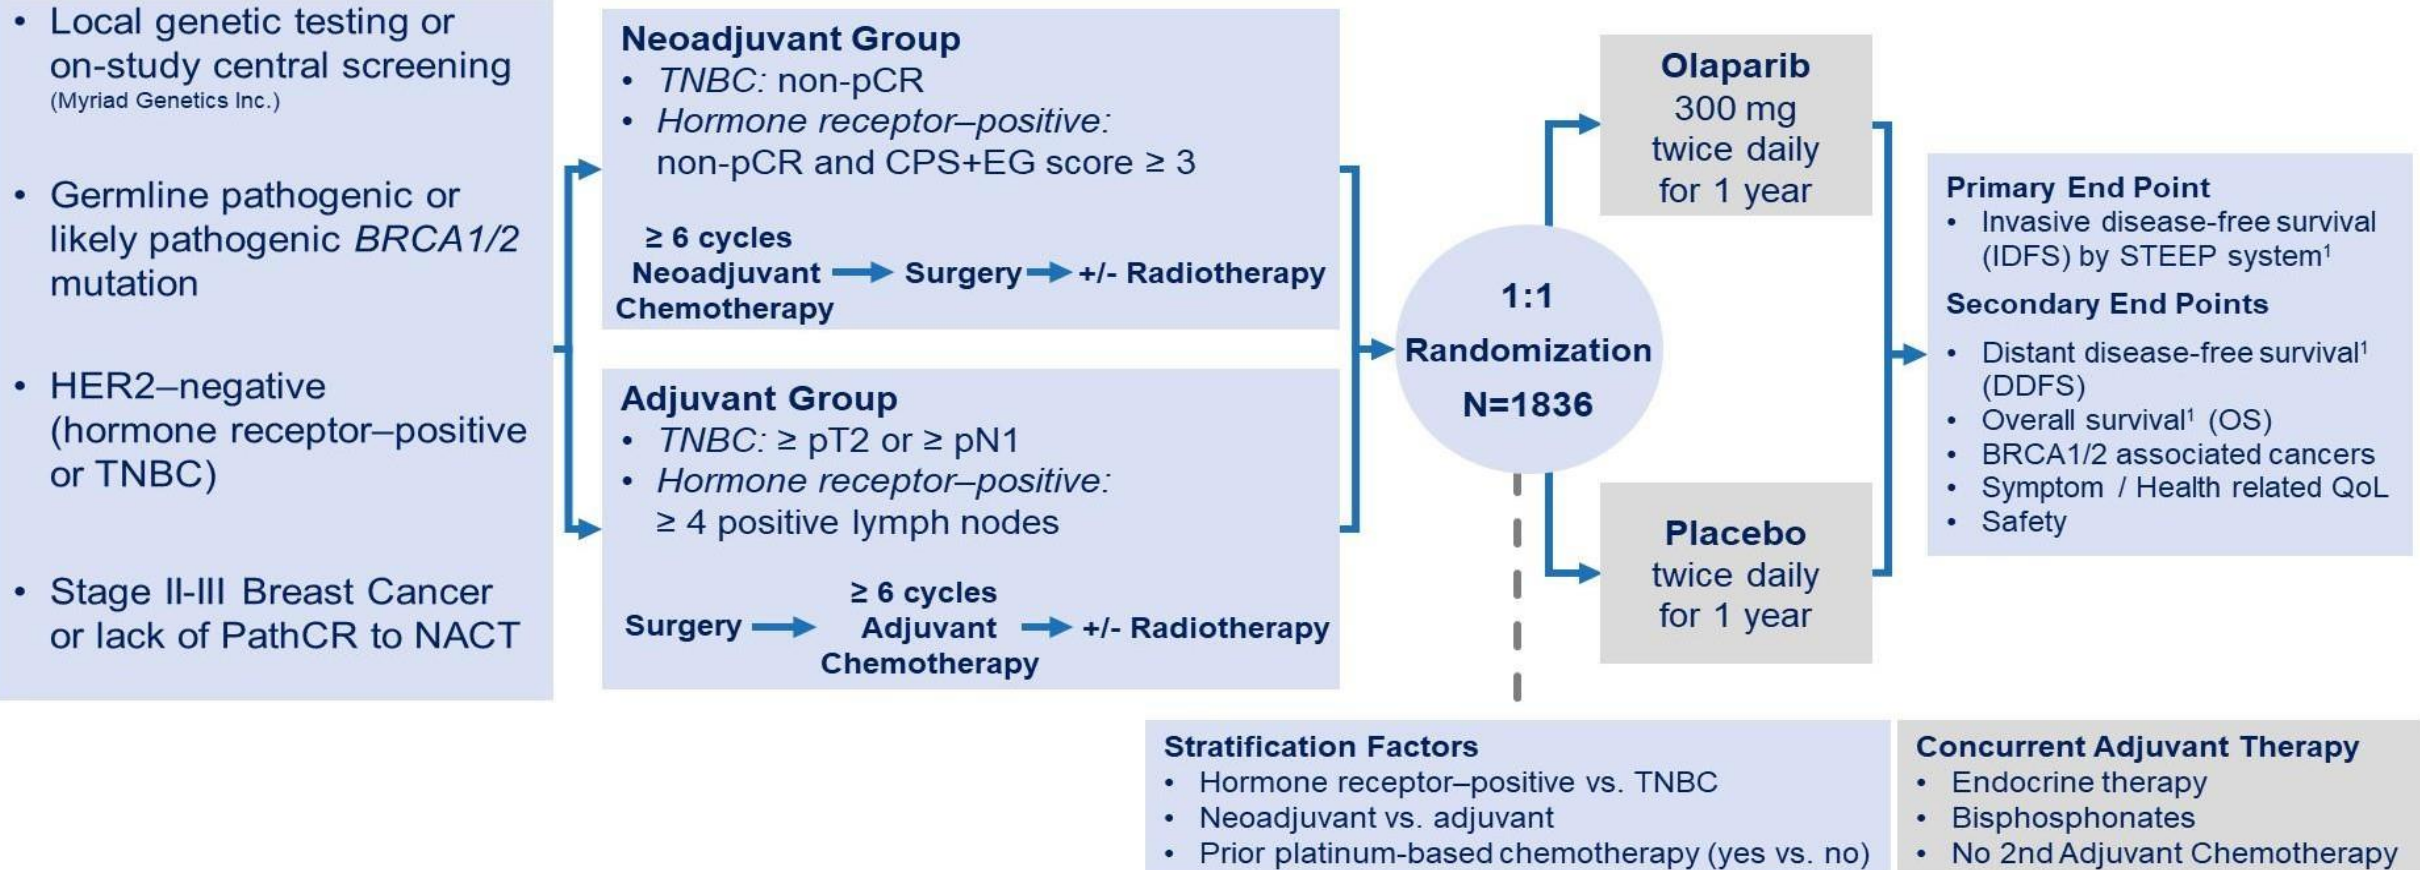 • Local genetic testing or
on-study central screening
(Myriad Genetics Inc.)
• Germline pathogenic or
likely pathogenic BRCA1/2
mutation
• HER2–negative
(hormone receptor–positive
or TNBC)
• Stage II-III Breast Cancer
or lack of PathCR to NACT
Neoadjuvant Group
• TNBC: non-pCR
• Hormone receptor–positive:
non-pCR and CPS+EG score ≥ 3
≥ 6 cycles
Neoadjuvant
Chemotherapy
Surgery
+/- Radiotherapy
Adjuvant Group
• TNBC: ≥ pT2 or ≥ pN1
• Hormone receptor–positive:
≥ 4 positive lymph nodes
Surgery
≥ 6 cycles
Adjuvant
Chemotherapy
+/- Radiotherapy
1:1
Randomization
N=1836
Olaparib
300 mg
twice daily
for 1 year
Placebo
twice daily
for 1 year
Primary End Point
• Invasive disease-free survival
(IDFS) by STEEP system¹
Secondary End Points
• Distant disease-free survival¹
(DDFS)
• Overall survival¹ (OS)
• BRCA1/2 associated cancers
• Symptom / Health related QoL
• Safety
Stratification Factors
• Hormone receptor–positive vs. TNBC
• Neoadjuvant vs. adjuvant
• Prior platinum-based chemotherapy (yes vs. no)
Concurrent Adjuvant Therapy
• Endocrine therapy
• Bisphosphonates
• No 2nd Adjuvant Chemotherapy